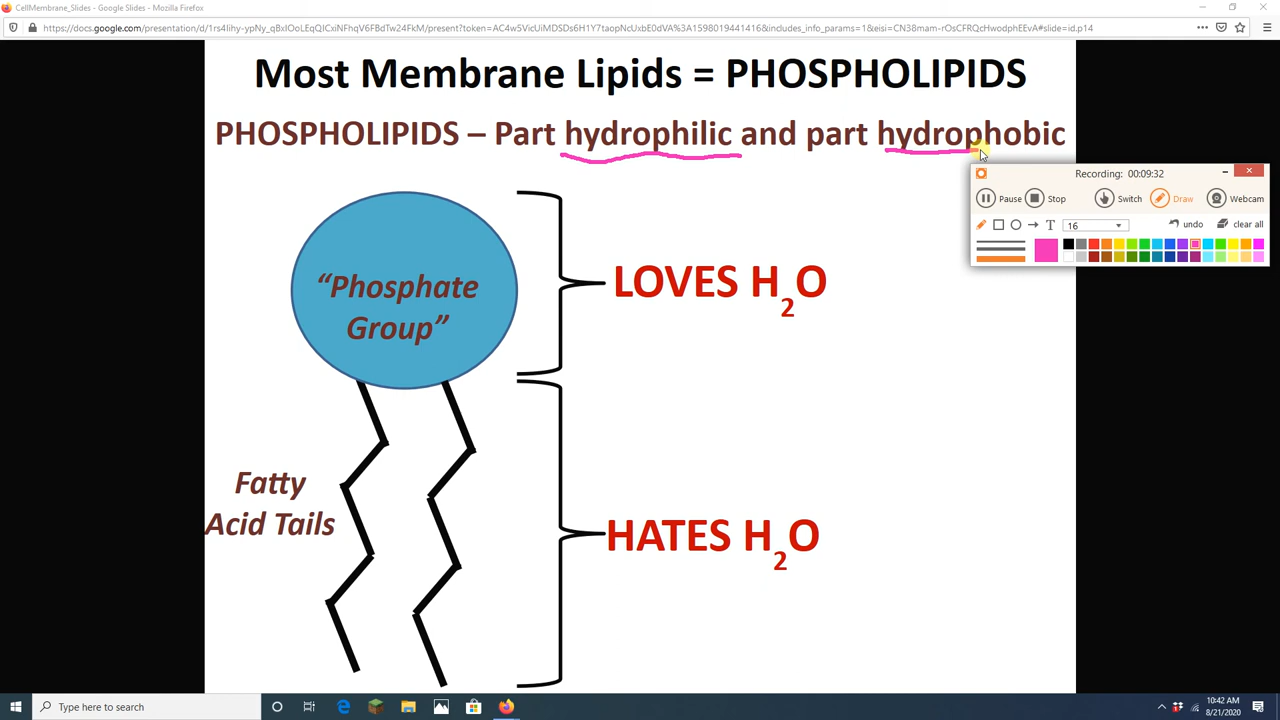 CellMembrane_Slides - Google Slides - Mozilla Firefox
https://docs.google.com/presentation/d/1rs4lihy-ypNy_qBxIOoLEqQICxiNFhqV6FBdTw24FkM/present?token=AC4w5VicUiMDSDs6H1Y7taopNcUxbE0dVA%3A1598019441416&includes_info_params=1&eisi=CN38mam-rOsCFRQcHwodphEEvA#slide=id.p14
Most Membrane Lipids = PHOSPHOLIPIDS
PHOSPHOLIPIDS – Part hydrophilic and part hydrophobic
Recording: 00:09:32
Pause Stop Switch Draw Webcam
T 16 undo clear all
“Phosphate
Group”
LOVES H2O
Fatty
Acid Tails
HATES H2O
Type here to search
10:42 AM
8/21/2020